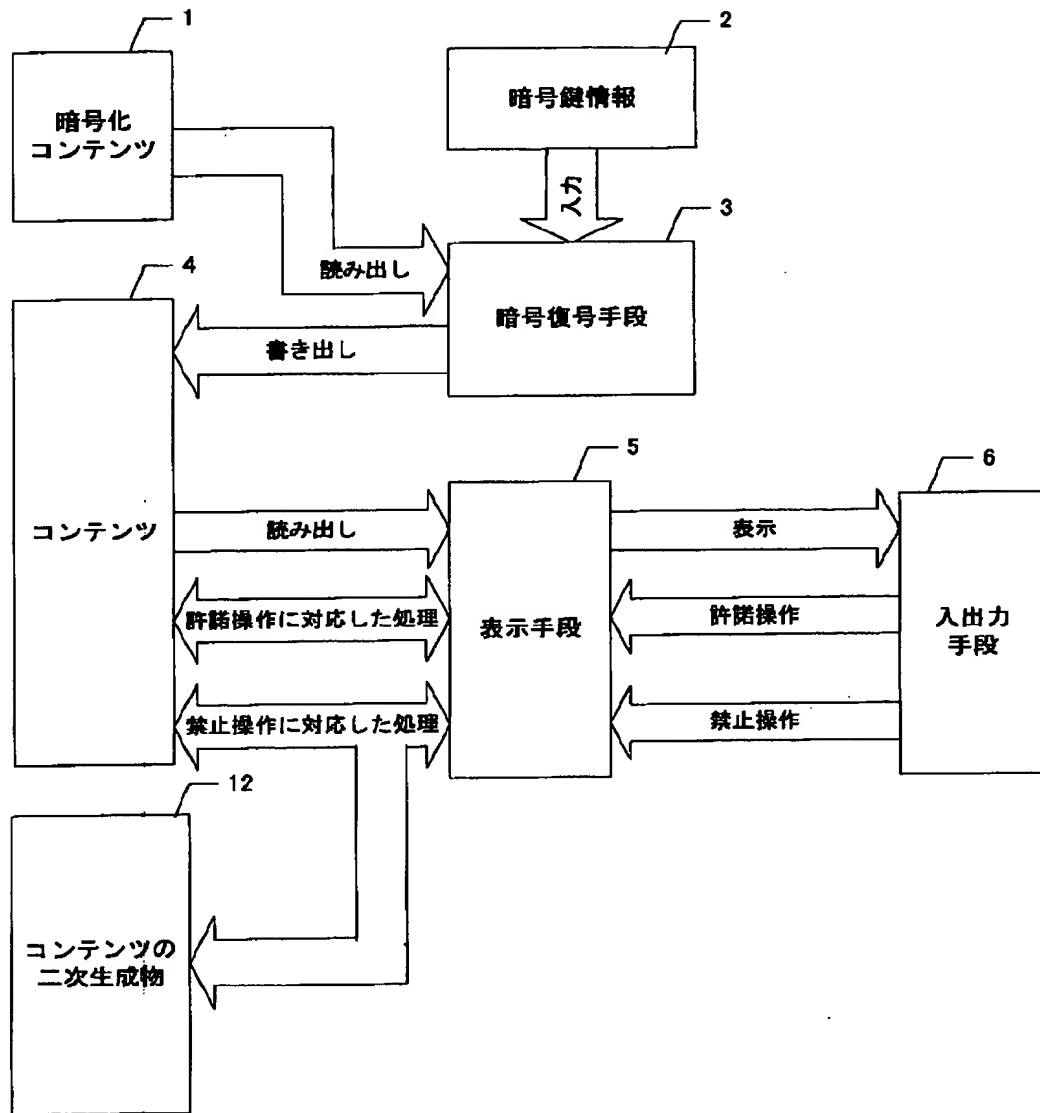 1
暗号化
コンテンツ
2
暗号鍵情報
入力
3
読み出し
暗号復号手段
書き出し
4
コンテンツ
読み出し
許諾操作に対応した処理
禁止操作に対応した処理
5
表示手段
表示
許諾操作
禁止操作
6
入出力
手段
12
コンテンツの
二次生成物